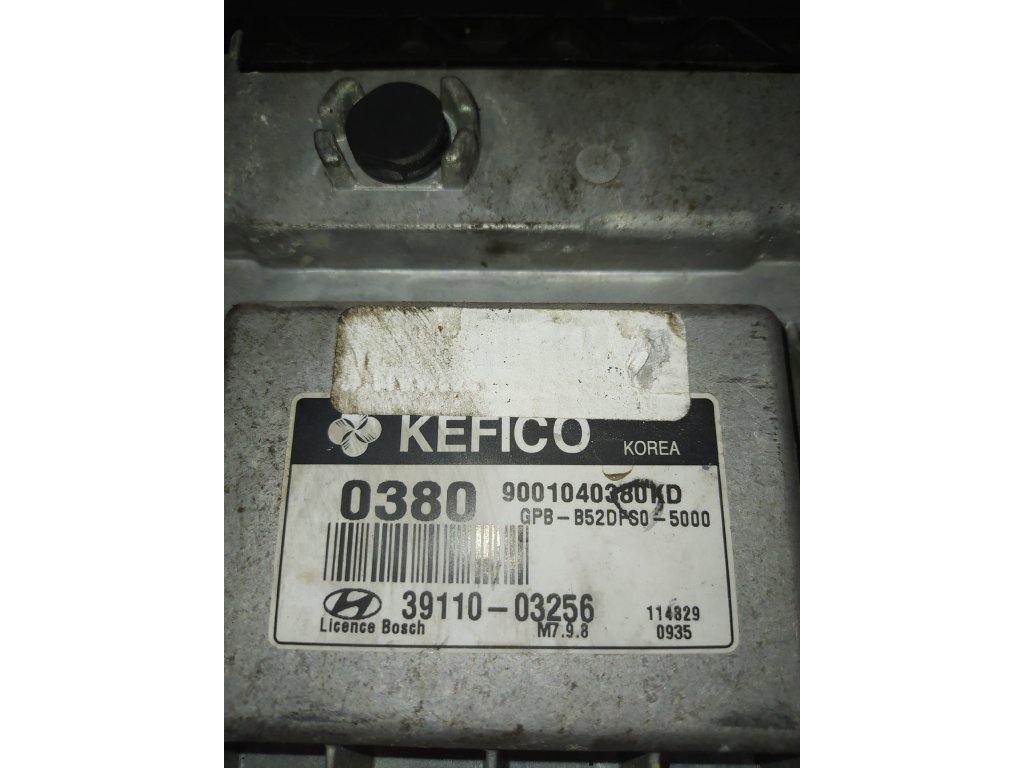 KEFICO KOREA
0380 9001040380KD
GPB-B52DFS0-5000
39110-03256 114829
Licence Bosch M7.9.8 0935